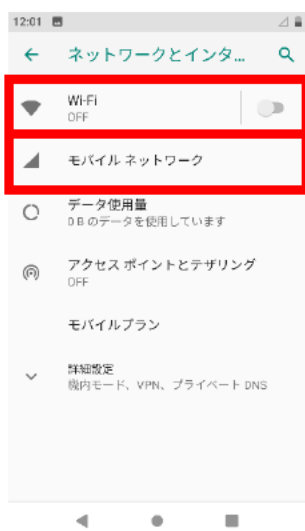 12:01
ネットワークとインタ...
Wi-Fi
OFF
モバイル ネットワーク
データ使用量
0 B のデータを使用しています
アクセス ポイントとテザリング
OFF
モバイルプラン
詳細設定
機内モード、VPN、プライベート DNS